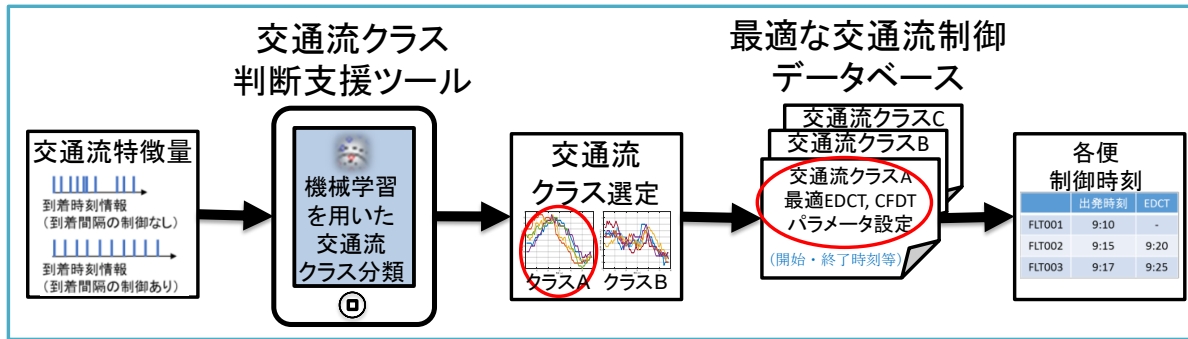 交通流クラス
判断支援ツール
最適な交通流制御
データベース
交通流特徴量
到着時刻情報
（到着間隔の制御なし）
到着時刻情報
（到着間隔の制御あり）
機械学習
を用いた
交通流
クラス分類
交通流
クラス選定
クラスA
クラスB
交通流クラスC
交通流クラスB
交通流クラスA
最適EDCT, CFDT
パラメータ設定
（開始・終了時刻等）
各便
制御時刻
出発時刻 EDCT
FLT001 9:10 -
FLT002 9:15 9:20
FLT003 9:17 9:25